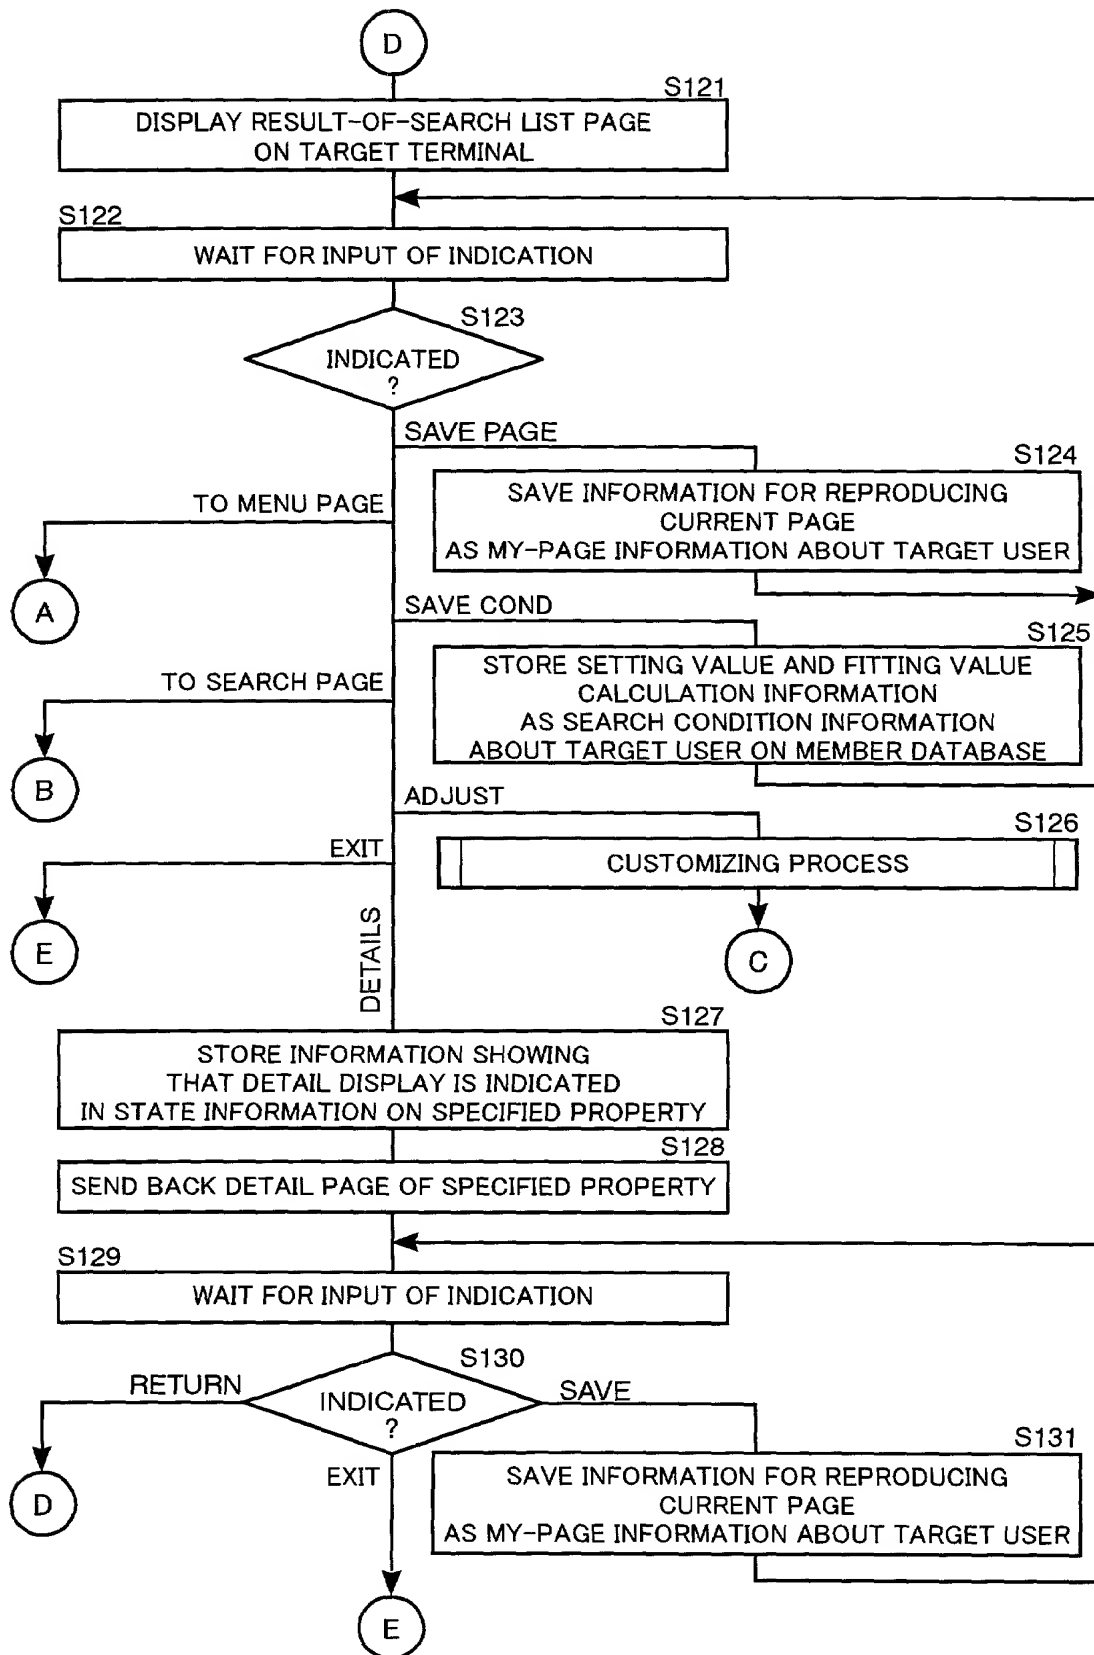 D
S121
DISPLAY RESULT-OF-SEARCH LIST PAGE
ON TARGET TERMINAL
S122
WAIT FOR INPUT OF INDICATION
S123
INDICATED
?
SAVE PAGE
S124
SAVE INFORMATION FOR REPRODUCING
CURRENT PAGE
AS MY-PAGE INFORMATION ABOUT TARGET USER
TO MENU PAGE
A
SAVE COND
S125
STORE SETTING VALUE AND FITTING VALUE
CALCULATION INFORMATION
AS SEARCH CONDITION INFORMATION
ABOUT TARGET USER ON MEMBER DATABASE
TO SEARCH PAGE
B
ADJUST
S126
CUSTOMIZING PROCESS
C
EXIT
E
DETAILS
S127
STORE INFORMATION SHOWING
THAT DETAIL DISPLAY IS INDICATED
IN STATE INFORMATION ON SPECIFIED PROPERTY
S128
SEND BACK DETAIL PAGE OF SPECIFIED PROPERTY
S129
WAIT FOR INPUT OF INDICATION
S130
INDICATED
?
RETURN
D
SAVE
S131
SAVE INFORMATION FOR REPRODUCING
CURRENT PAGE
AS MY-PAGE INFORMATION ABOUT TARGET USER
EXIT
E